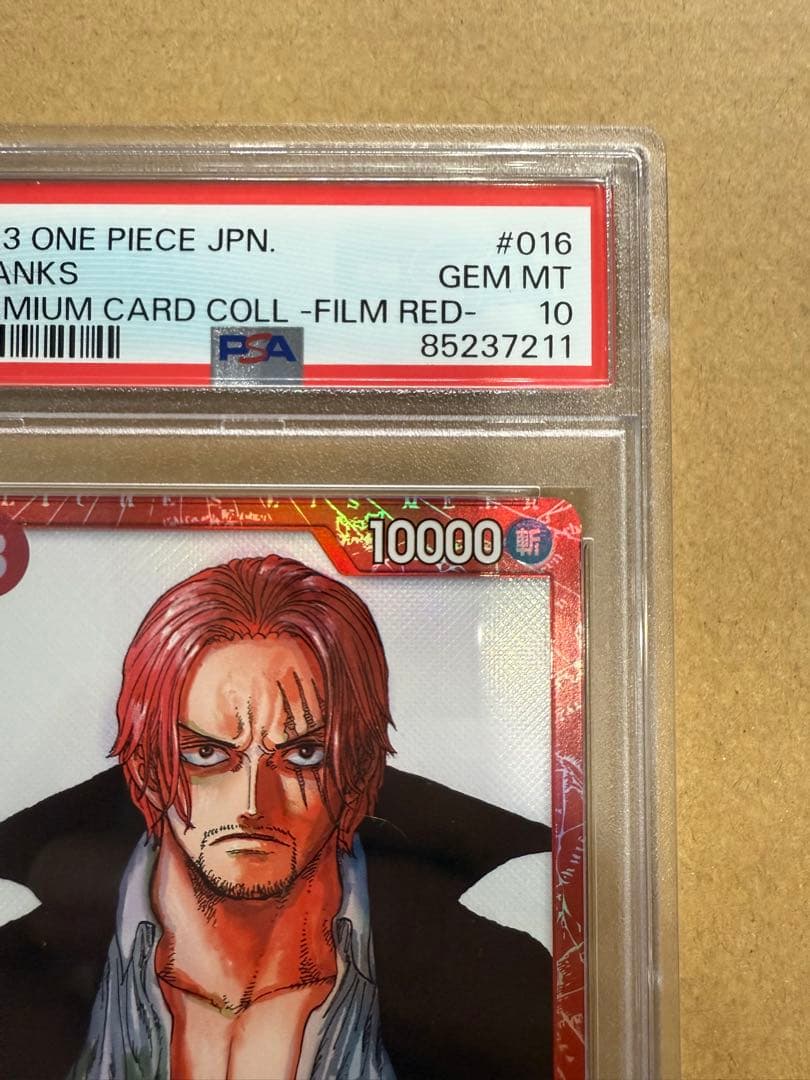 3 ONE PIECE JPN. #016
ANKS GEM MT
MIUM CARD COLL -FILM RED- 10
PSA 85237211
10000 斬